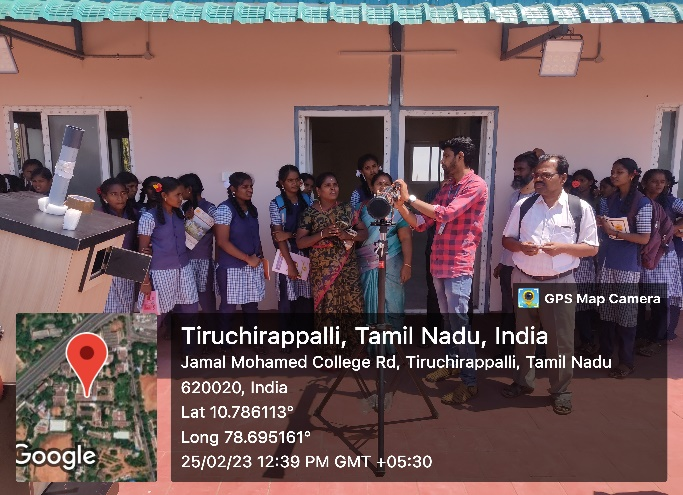 GPS Map Camera
Tiruchirappalli, Tamil Nadu, India
Jamal Mohamed College Rd, Tiruchirappalli, Tamil Nadu
620020, India
Lat 10.786113°
Long 78.695161°
25/02/23 12:39 PM GMT +05:30
Google